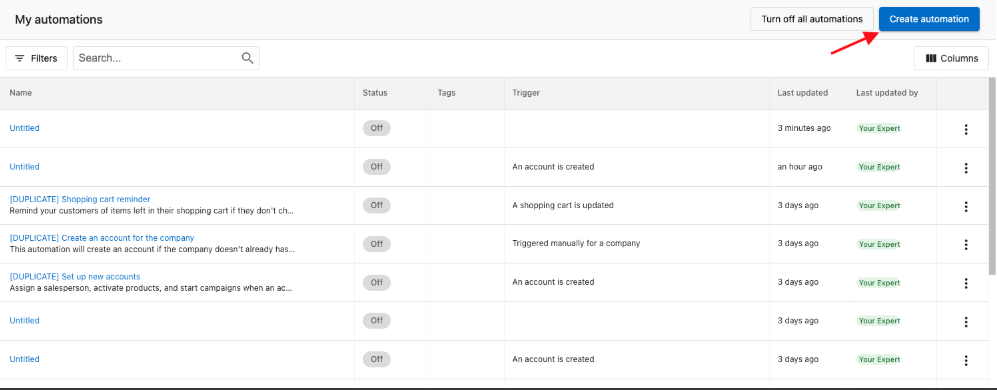 My automations
Turn off all automations
Create automation
Filters
Search...
Columns
Name Status Tags Trigger Last updated Last updated by
Untitled Off 3 minutes ago Your Expert
Untitled Off An account is created an hour ago Your Expert
[DUPLICATE] Shopping cart reminder
Remind your customers of items left in their shopping cart if they don't ch...
Off A shopping cart is updated 3 days ago Your Expert
[DUPLICATE] Create an account for the company
This automation will create an account if the company doesn't already has...
Off Triggered manually for a company 3 days ago Your Expert
[DUPLICATE] Set up new accounts
Assign a salesperson, activate products, and start campaigns when an ac...
Off An account is created 3 days ago Your Expert
Untitled Off 3 days ago Your Expert
Untitled Off An account is created 3 days ago Your Expert